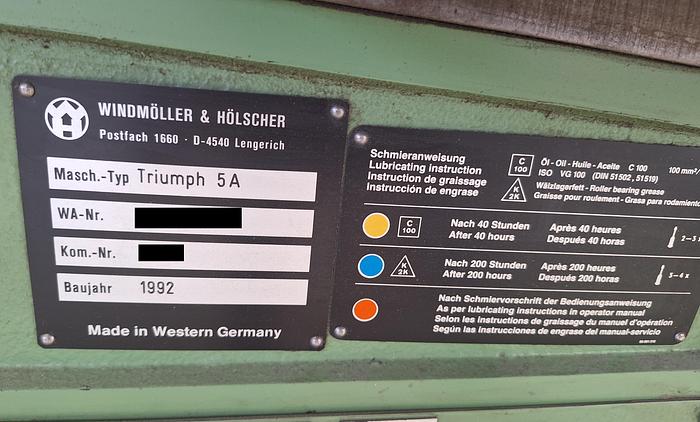 WINDMÖLLER & HÖLSCHER
Postfach 1660 · D-4540 Lengerich
Masch.-Typ Triumph 5A
WA-Nr.
Kom.-Nr.
Baujahr 1992
Made in Western Germany
Schmieranweisung
Lubricating instruction
Instruction de graissage
Instrucción de engrase
C 100
Öl - Oil - Huile - Aceite C 100
ISO VG 100 (DIN 51502, 51519)
100 mm²/
K 2K
Wälzlagerfett - Roller bearing grease
Graisse pour roulement - Grasa para rodamiento
C 100
Nach 40 Stunden
After 40 hours
Après 40 heures
Después 40 horas
2-3
K 2K
Nach 200 Stunden
After 200 hours
Après 200 heures
Después 200 horas
3-4 x
Nach Schmiervorschrift der Bedienungsanweisung
As per lubricating instructions in operator manual
Selon les instructions de graissage du manuel d'opération
Según las instrucciones de engrase del manual-servicio